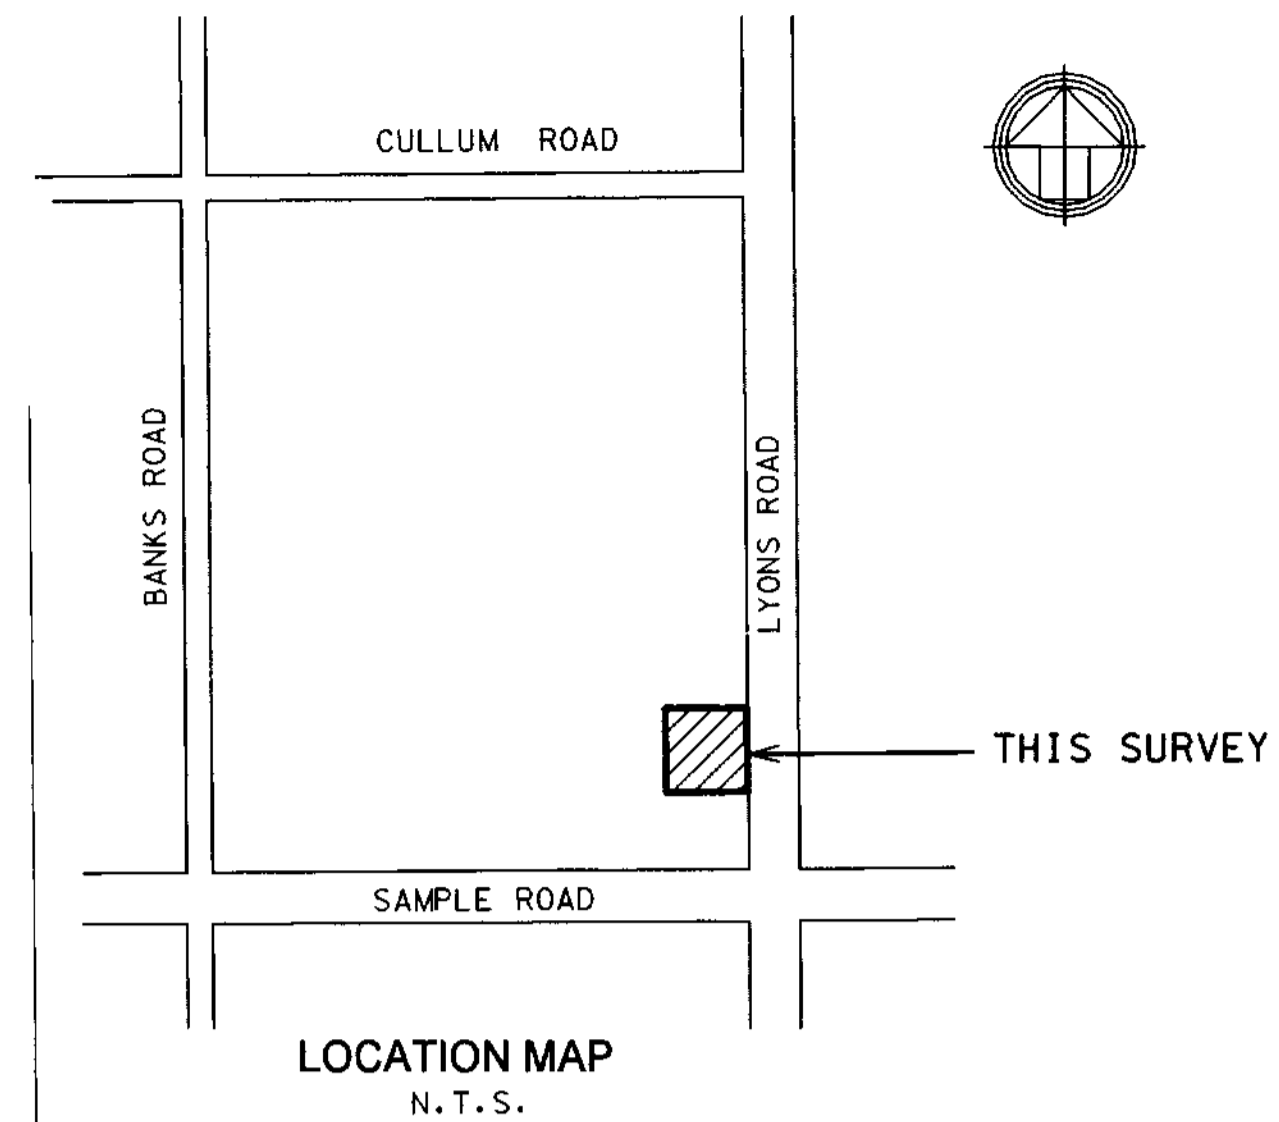 CULLUM ROAD
BANKS ROAD
LYONS ROAD
THIS SURVEY
SAMPLE ROAD
LOCATION MAP
N.T.S.